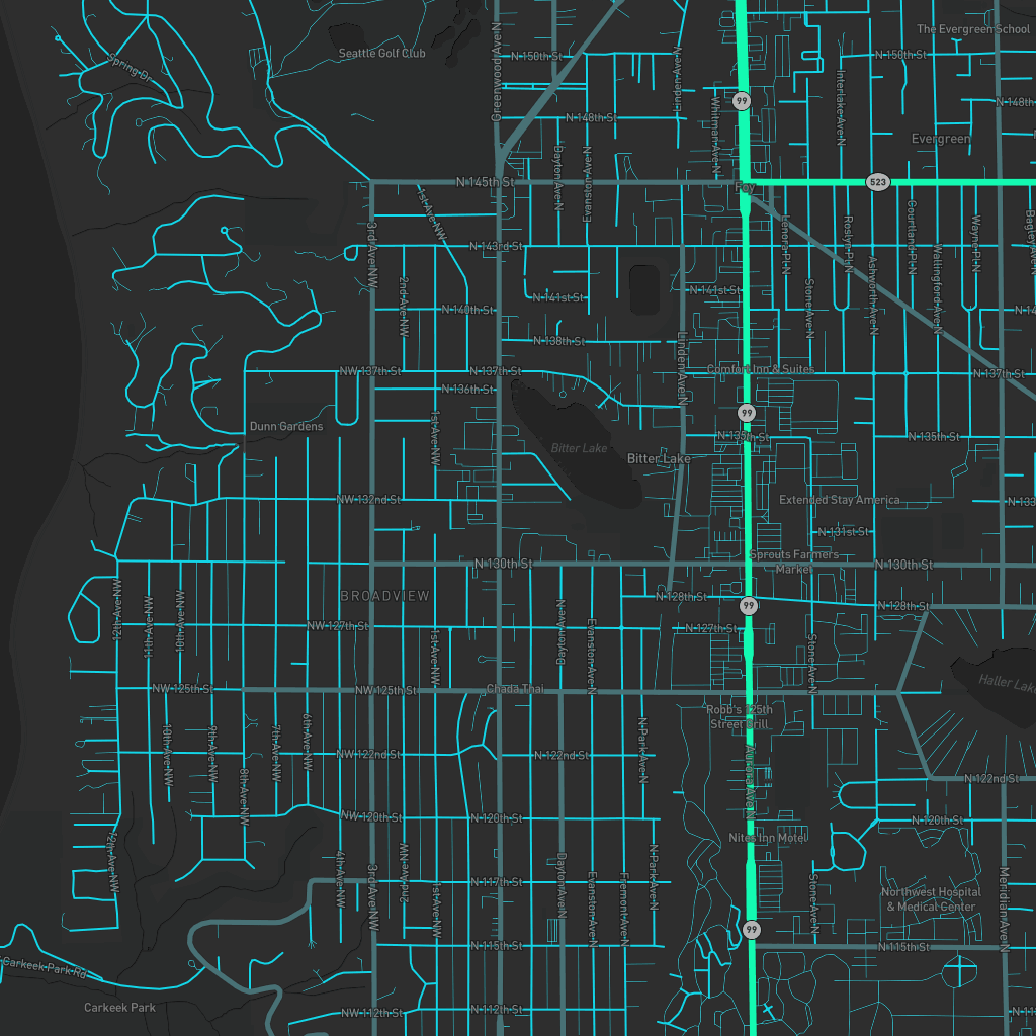 The Evergreen School
Seattle Golf Club
Greenwood Ave N
N 150th St
N 150th St
Spring Dr
Linden Ave N
Interlake Ave N
Whitman Ave N
99
N 148th
N 148th St
Evergreen
Dayton Ave N
Evanston Ave N
N 145th St
523
Foy
1st Ave NW
3rd Ave NW
N 143rd St
Lenora Pl N
Roslyn Pl N
Courtland Pl N
Wayne Pl N
Ashworth Ave N
Wallingford Ave N
2nd Ave NW
N 141st St
N 141st St
Stone Ave N
N 140th St
N 138th St
Linden Ave N
NW 137th St
N 137th St
Comfort Inn & Suites
N 137th St
N 136th St
99
1st Ave NW
Dunn Gardens
N 135th St
N 135th St
Bitter Lake
Bitter Lake
NW 132nd St
Extended Stay America
N 133
N 131st St
Sprouts Farmers
Market
N 130th St
N 130th St
BROADVIEW
N 128th St
99
N 128th St
12th Ave NW
11th Ave NW
10th Ave NW
NW 127th St
N 127th St
1st Ave NW
Dayton Ave N
Evanston Ave N
Stone Ave N
Haller Lake
NW 125th St
NW 125th St
Chada Thai
Robb's 125th
Street Grill
10th Ave NW
9th Ave NW
7th Ave NW
6th Ave NW
8th Ave NW
NW 122nd St
N 122nd St
N Park Ave N
Aurora Ave N
N 122nd St
NW 120th St
N 120th St
N 120th St
Nites Inn Motel
12th Ave NW
4th Ave NW
3rd Ave NW
2nd Ave NW
1st Ave NW
N 117th St
Dayton Ave N
Evanston Ave N
Fremont Ave N
N Park Ave N
Stone Ave N
Northwest Hospital
& Medical Center
Meridian Ave N
99
N 115th St
N 115th St
Carkeek Park Rd
Carkeek Park
NW 112th St
N 112th St